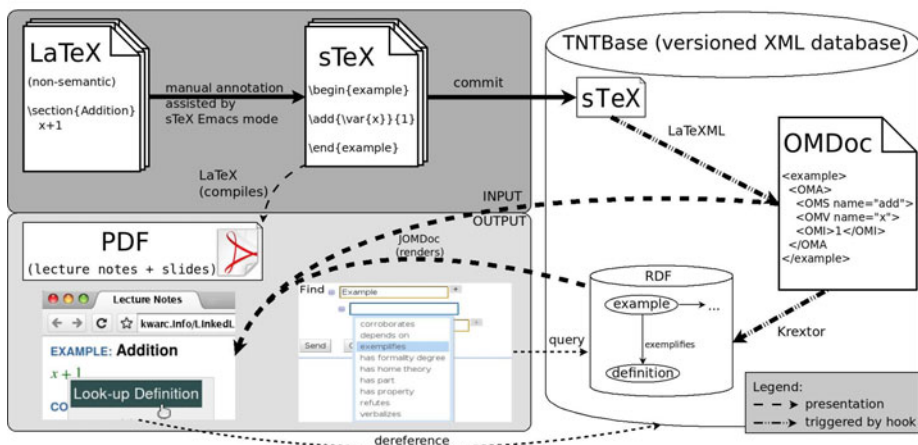 LaTeX
(non-semantic)
\section{Addition}
x+1
manual annotation
assisted by
sTeX Emacs mode
sTeX
\begin{example}
\add{\var{x}}{1}
\end{example}
commit
TNTBase (versioned XML database)
sTeX
LaTeXML
OMDoc
<example>
<OMA>
<OMS name="add">
<OMV name="x">
<OMI>1</OMI>
</OMA
</example>
LaTeX
(compiles)
INPUT
OUTPUT
PDF
(lecture notes + slides)
JOMDoc
(renders)
Lecture Notes
kwarc.info/LinkedL
EXAMPLE: Addition
x + 1
Look-up Definition
CO
Find
Example
corroborates
depends on
exemplifies
has formality degree
has home theory
has part
has property
refutes
verbalizes
Send
query
RDF
example
...
exemplifies
definition
Krextor
Legend:
presentation
triggered by hook
dereference